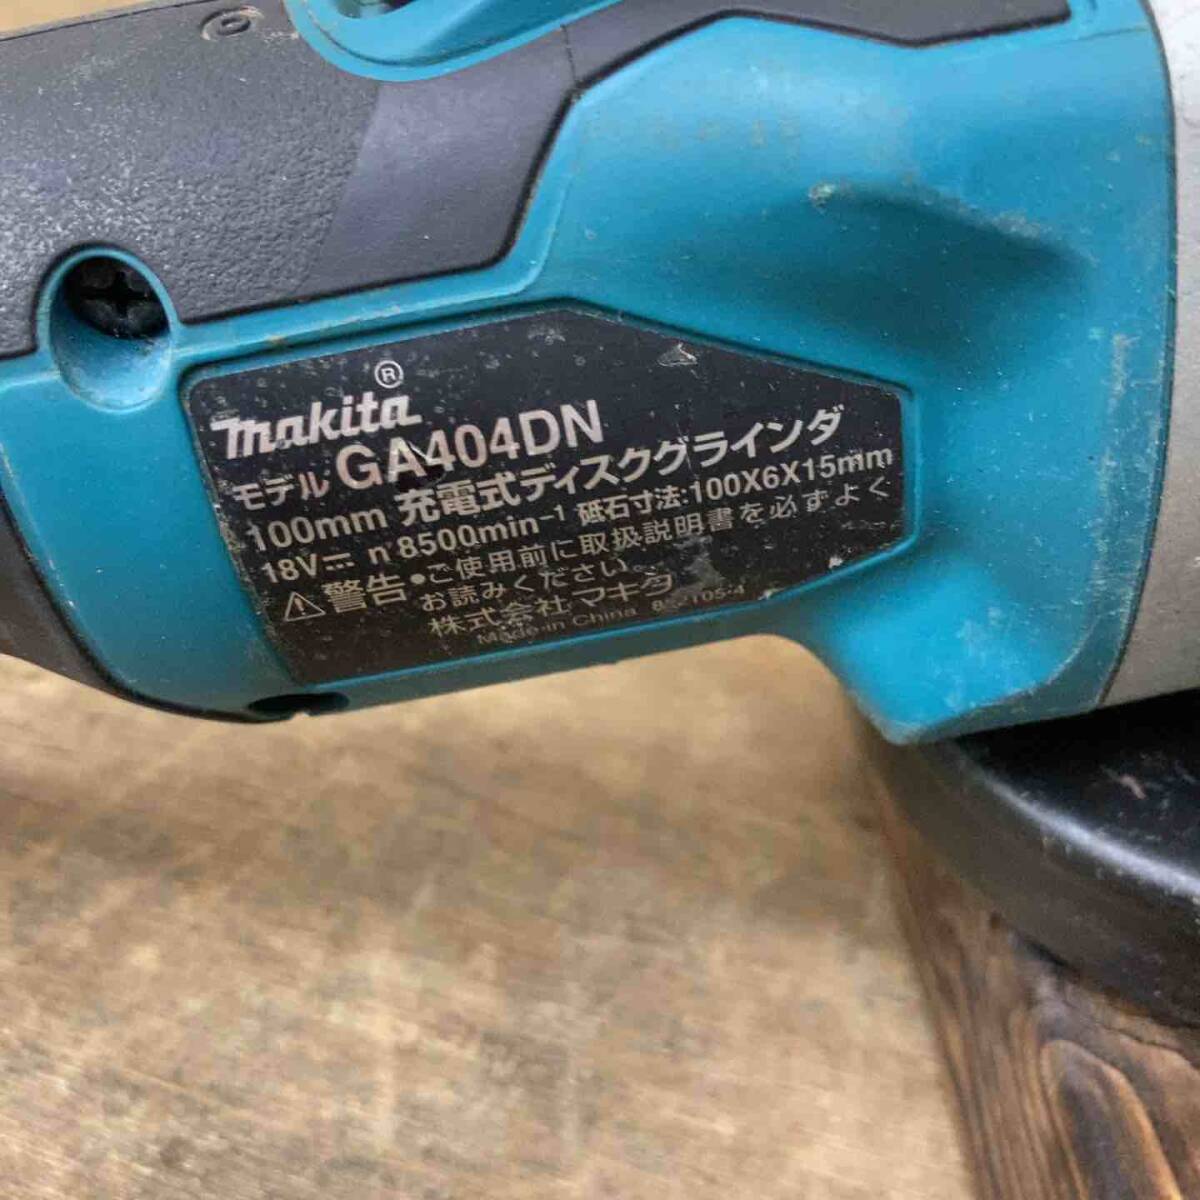 makita®
モデル GA404DN
100mm 充電式ディスクグラインダ
18V⎓ n 8500min-1 砥石寸法:100X6X15mm
⚠警告 •ご使用前に取扱説明書を必ずよく
お読みください。
株式会社マキタ
Made in China